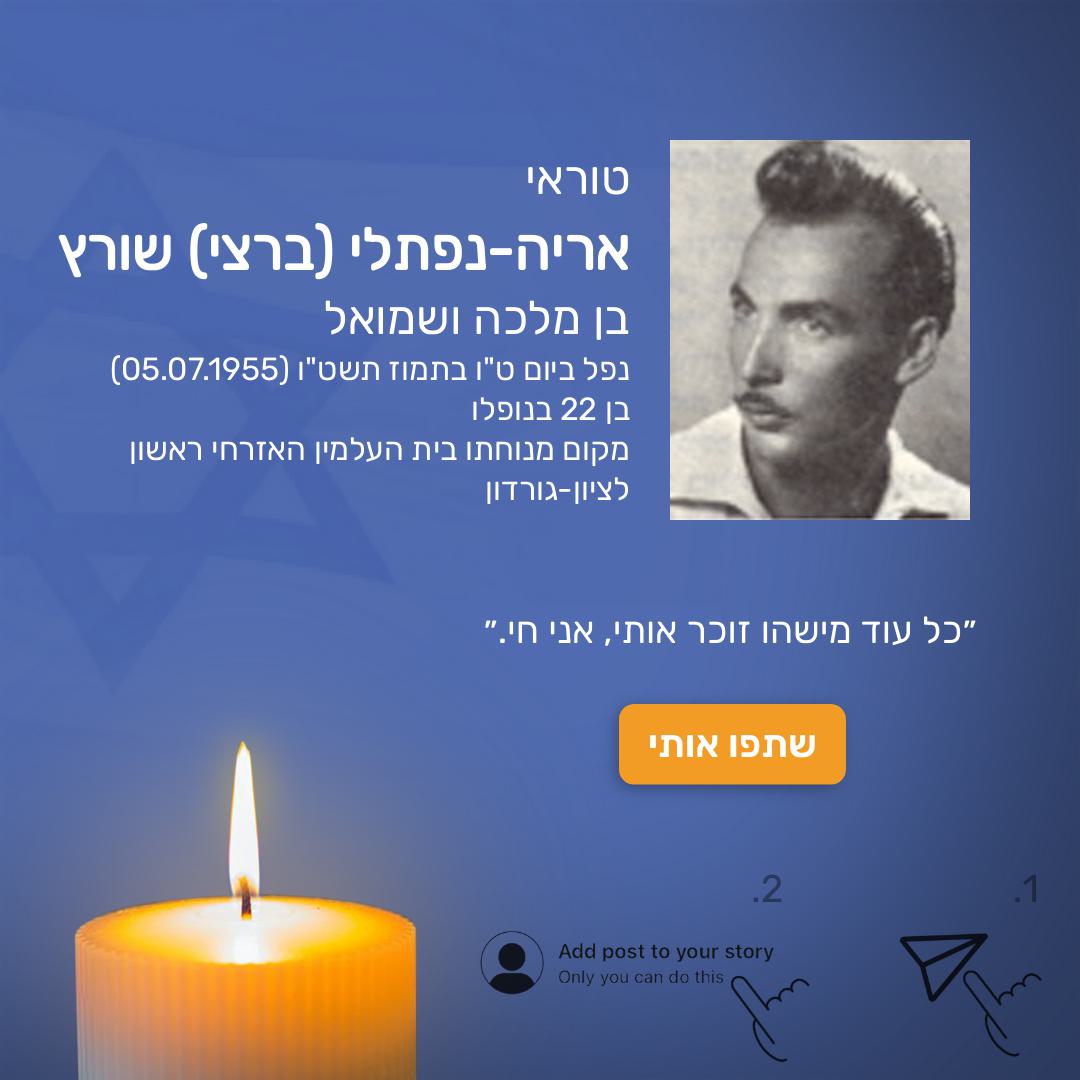 טוראי
אריה-נפתלי (ברצי) שורץ
בן מלכה ושמואל
נפל ביום ט"ו בתמוז תשט"ו (05.07.1955)
בן 22 בנופלו
מקום מנוחתו בית העלמין האזרחי ראשון
לציון-גורדון
״כל עוד מישהו זוכר אותי, אני חי.״
שתפו אותי
1.
2.
Add post to your story
Only you can do this